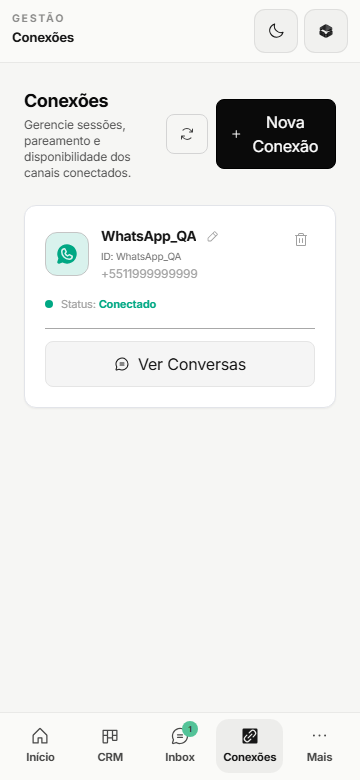 GESTÃO
Conexões
Conexões
Gerencie sessões,
pareamento e
disponibilidade dos
canais conectados.
+ Nova
Conexão
WhatsApp_QA
ID: WhatsApp_QA
+5511999999999
Status: Conectado
Ver Conversas
1
Início
CRM
Inbox
Conexões
Mais